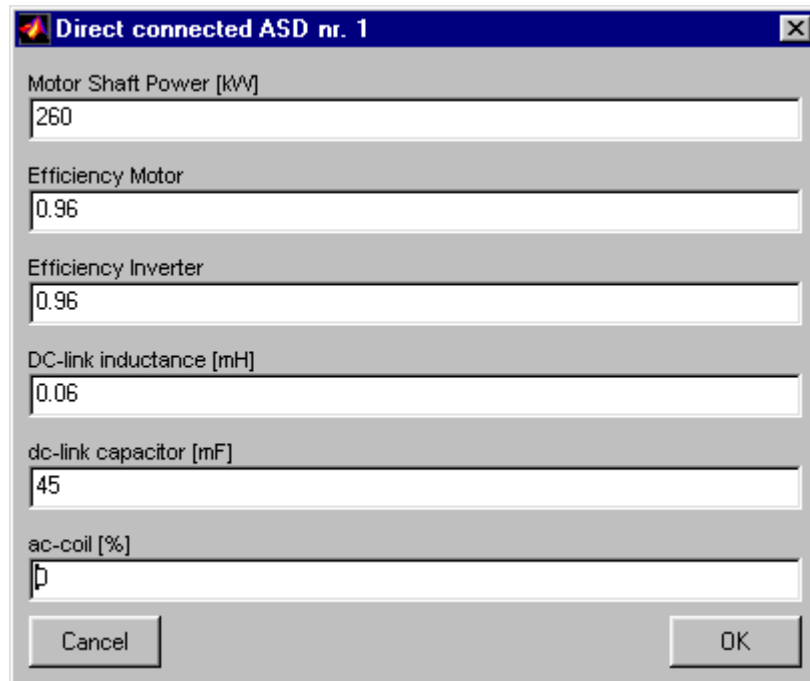 Direct connected ASD nr. 1
Motor Shaft Power [kW]
260
Efficiency Motor
0.96
Efficiency Inverter
0.96
DC-link inductance [mH]
0.06
dc-link capacitor [mF]
45
ac-coil [%]
0
Cancel OK